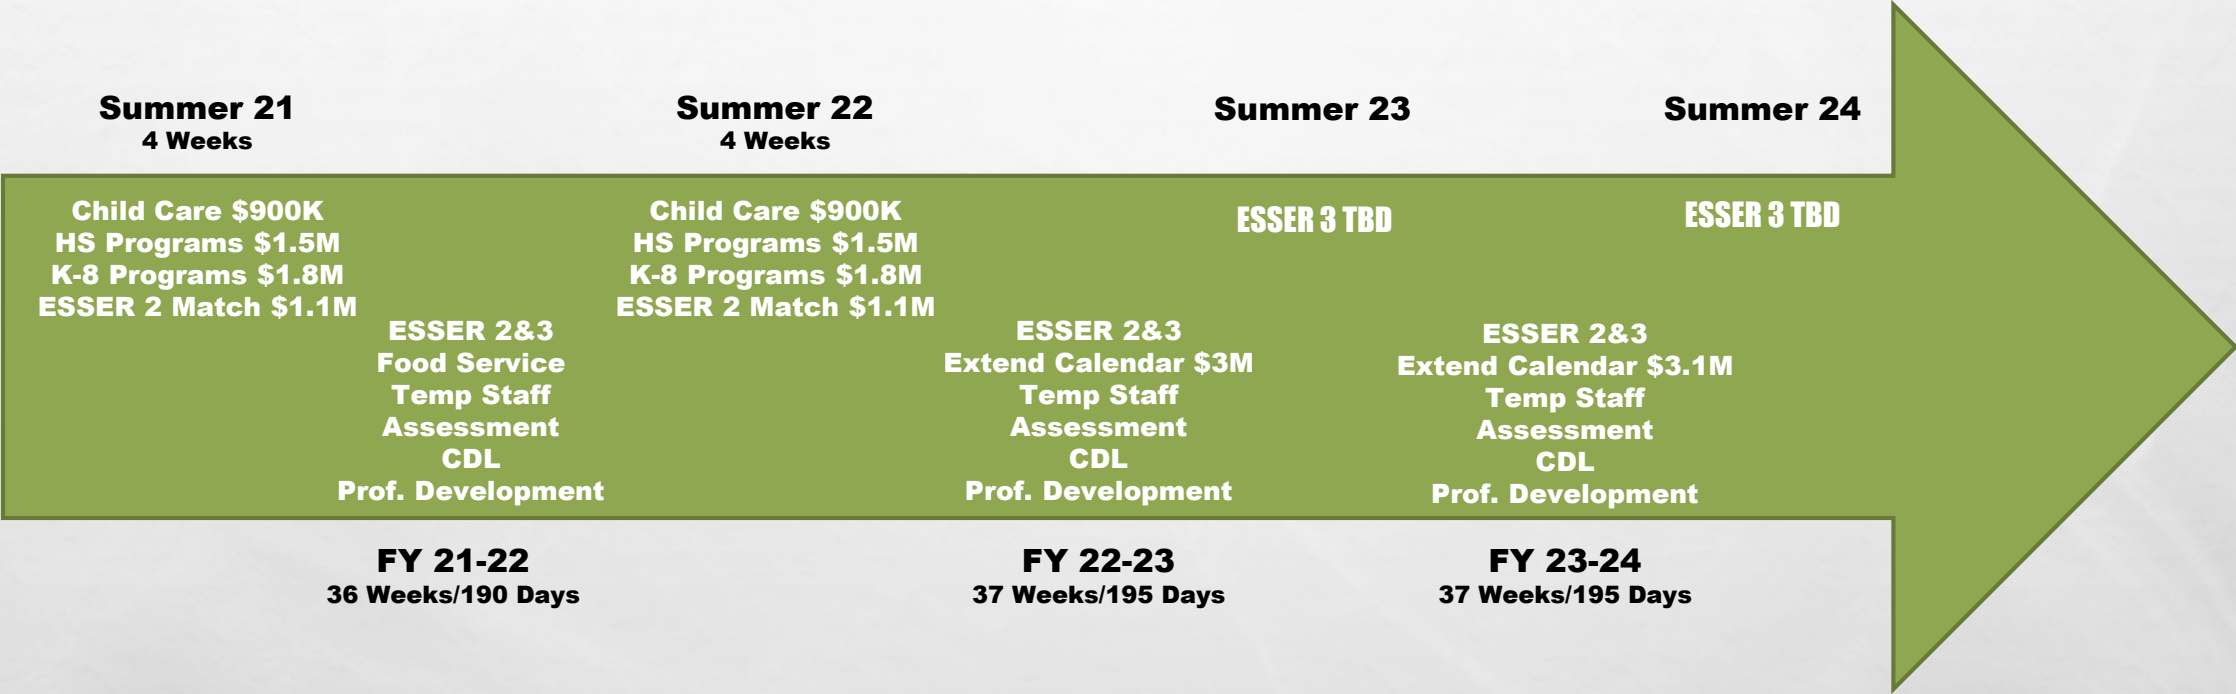 Summer 21
4 Weeks
Summer 22
4 Weeks
Summer 23
Summer 24
Child Care $900K
HS Programs $1.5M
K-8 Programs $1.8M
ESSER 2 Match $1.1M
Child Care $900K
HS Programs $1.5M
K-8 Programs $1.8M
ESSER 2 Match $1.1M
ESSER 3 TBD
ESSER 3 TBD
ESSER 2&3
Food Service
Temp Staff
Assessment
CDL
Prof. Development
ESSER 2&3
Extend Calendar $3M
Temp Staff
Assessment
CDL
Prof. Development
ESSER 2&3
Extend Calendar $3.1M
Temp Staff
Assessment
CDL
Prof. Development
FY 21-22
36 Weeks/190 Days
FY 22-23
37 Weeks/195 Days
FY 23-24
37 Weeks/195 Days